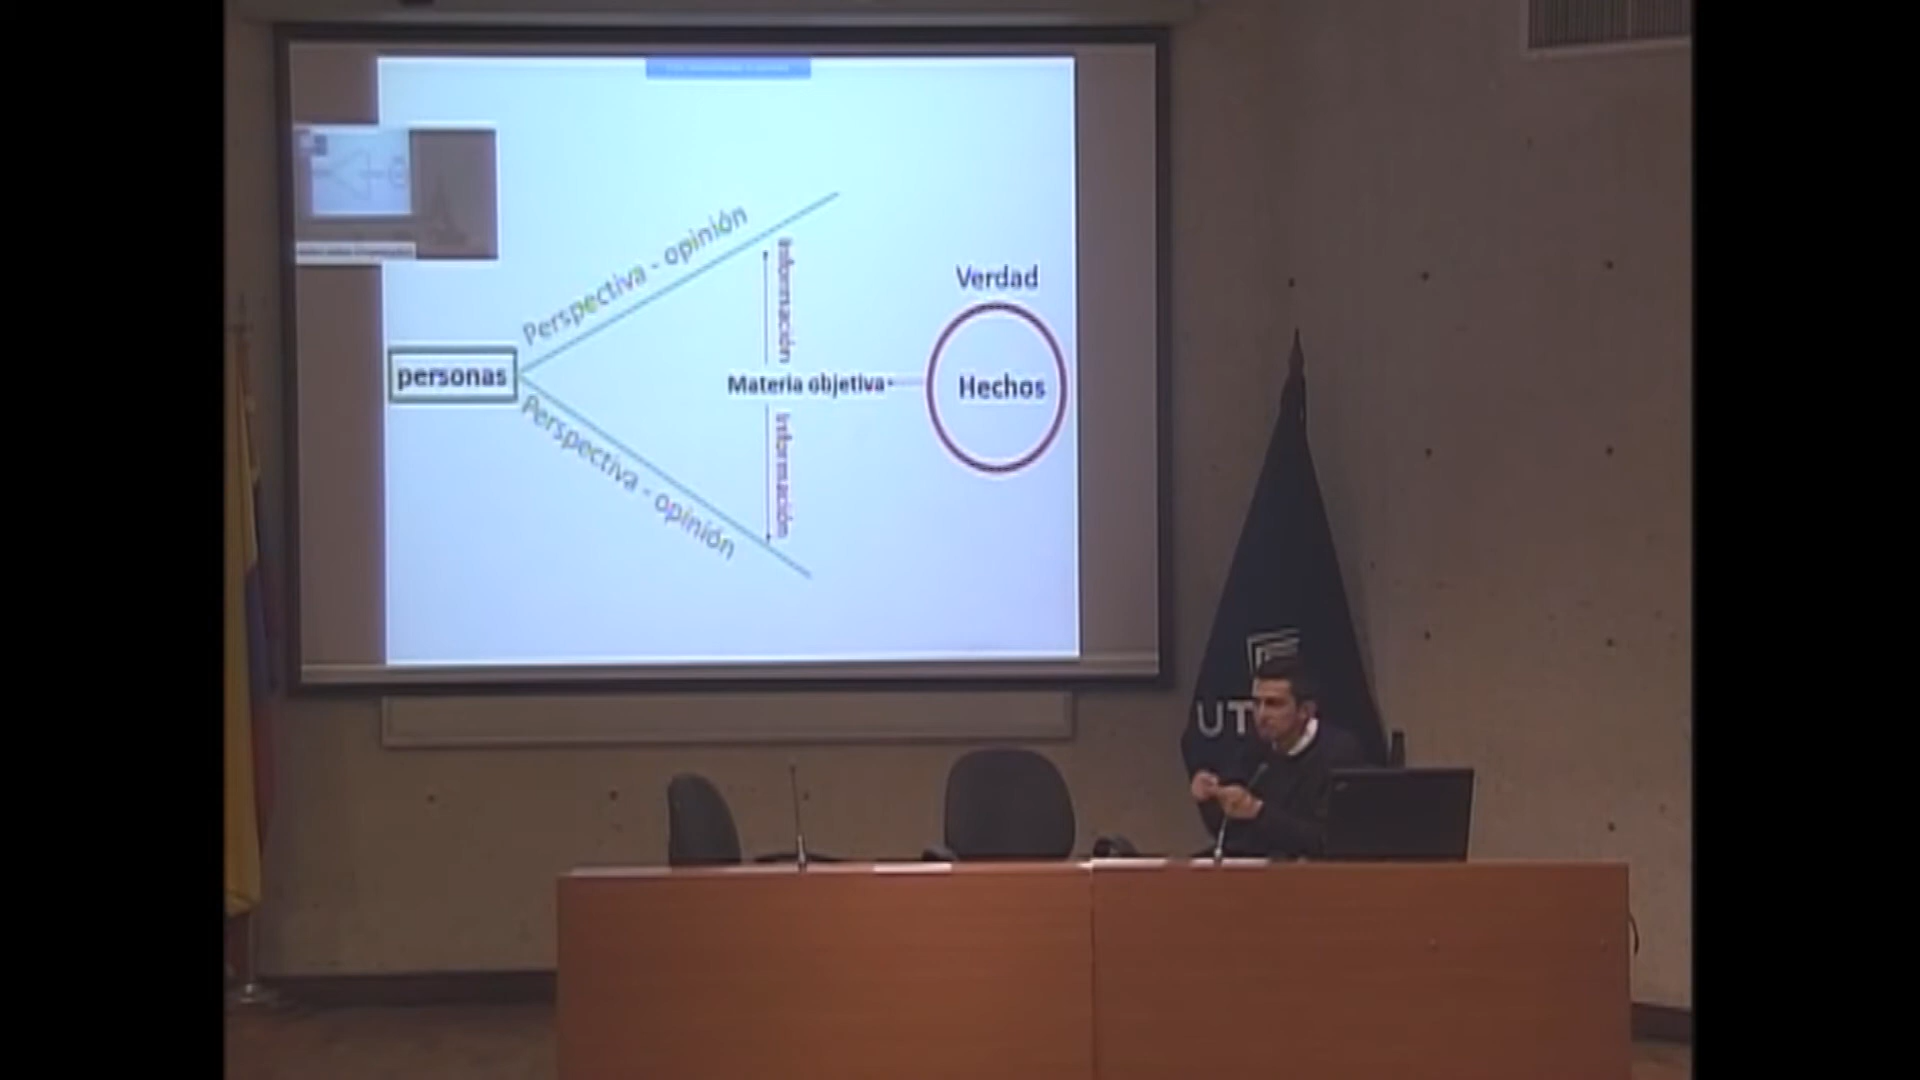 Perspectiva - opinión
Información
Verdad
personas
Materia objetiva
Hechos
Perspectiva - opinión
Información
UT